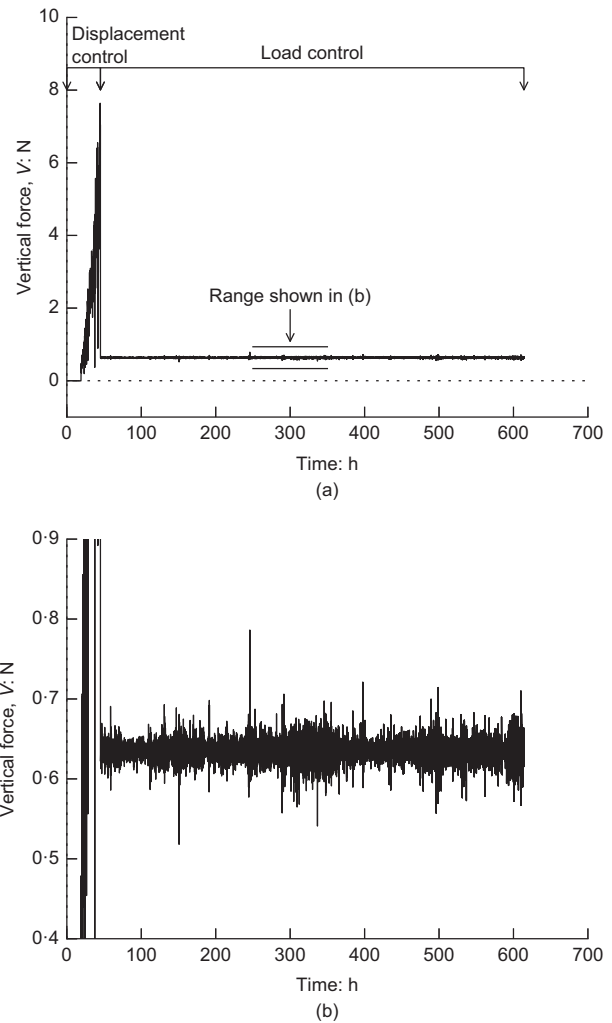 10
8
6
4
2
0
Vertical force, V: N
Displacement
control
Load control
Range shown in (b)
0 100 200 300 400 500 600 700
Time: h
(a)
0·9
0·8
0·7
0·6
0·5
0·4
Vertical force, V: N
0 100 200 300 400 500 600 700
Time: h
(b)